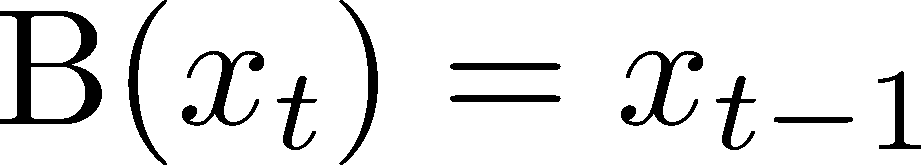 B(x_t) = x_{t-1}